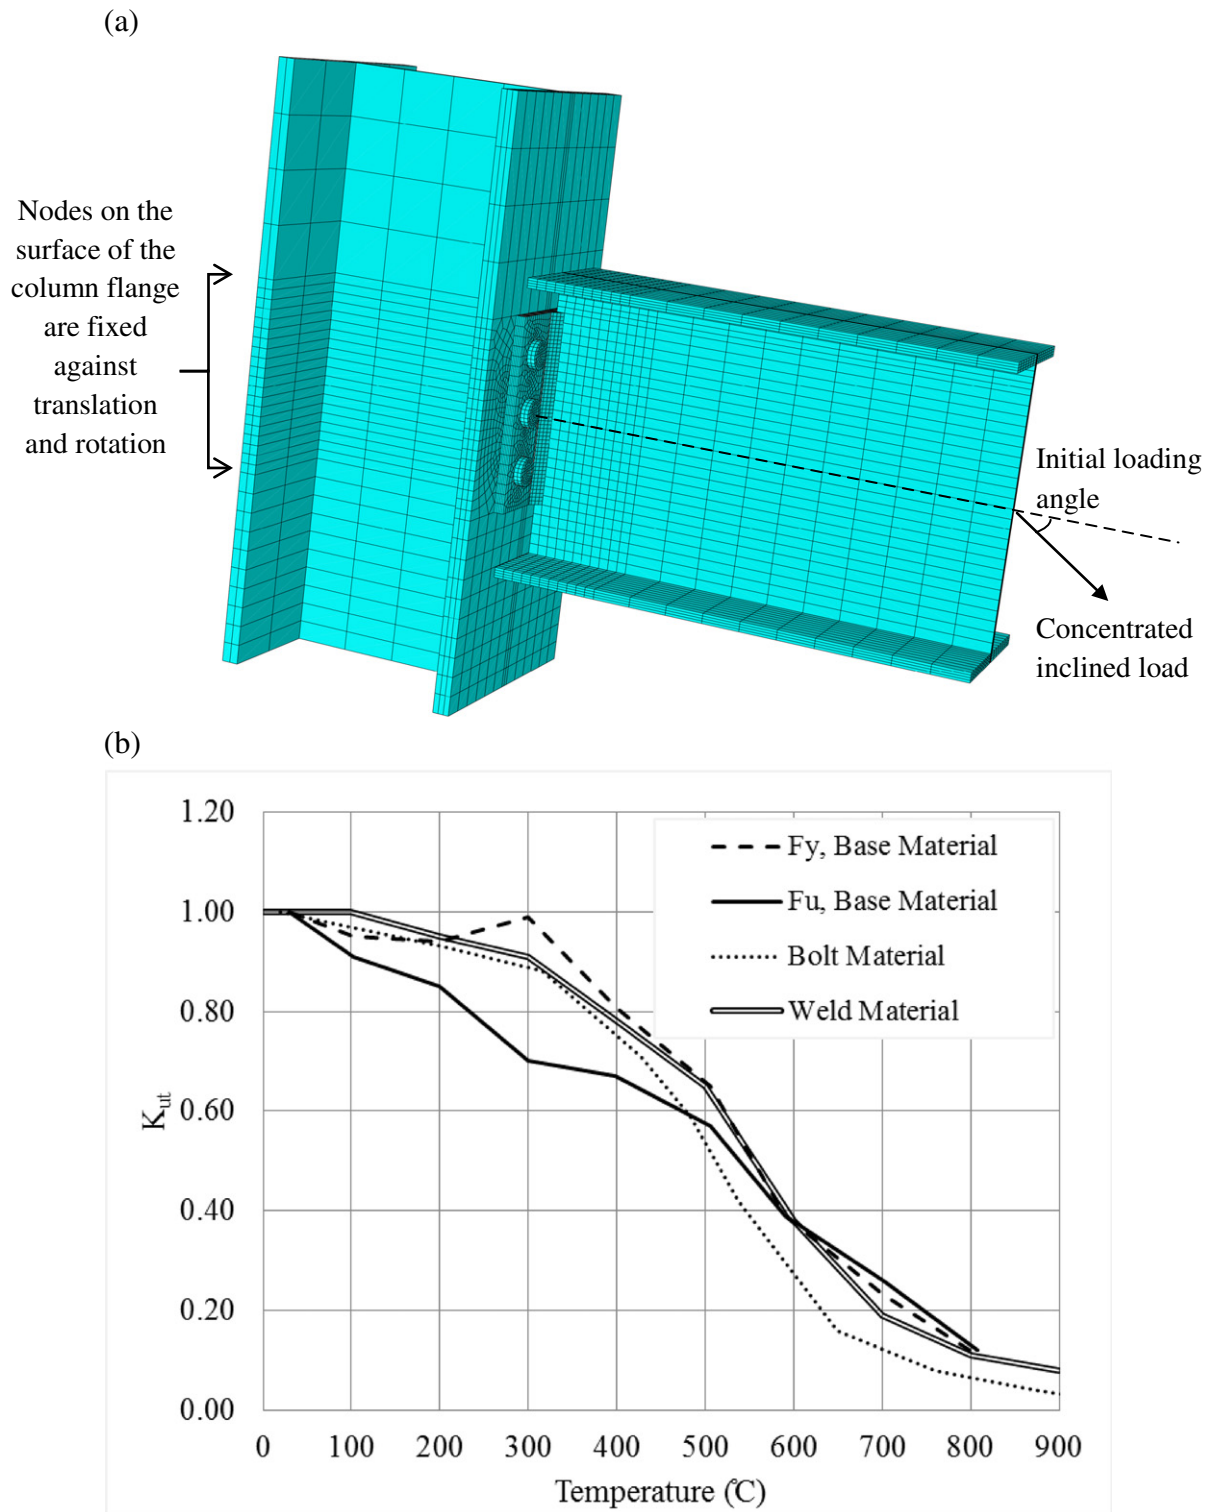 (a)
Nodes on the
surface of the
column flange
are fixed
against
translation
and rotation
Initial loading
angle
Concentrated
inclined load
(b)
1.20
1.00
0.80
0.60
0.40
0.20
0.00
K_ut
Fy, Base Material
Fu, Base Material
Bolt Material
Weld Material
0 100 200 300 400 500 600 700 800 900
Temperature (℃)